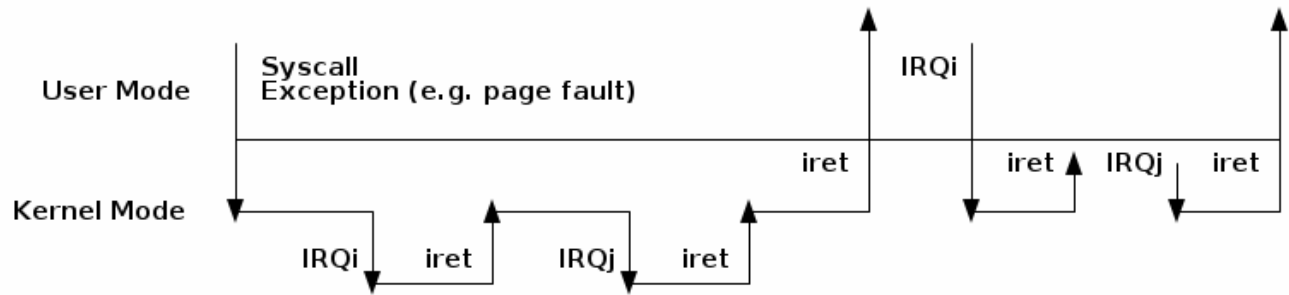 Syscall
IRQi
User Mode
Exception (e.g. page fault)
iret
iret
IRQj
iret
Kernel Mode
IRQi
iret
IRQj
iret